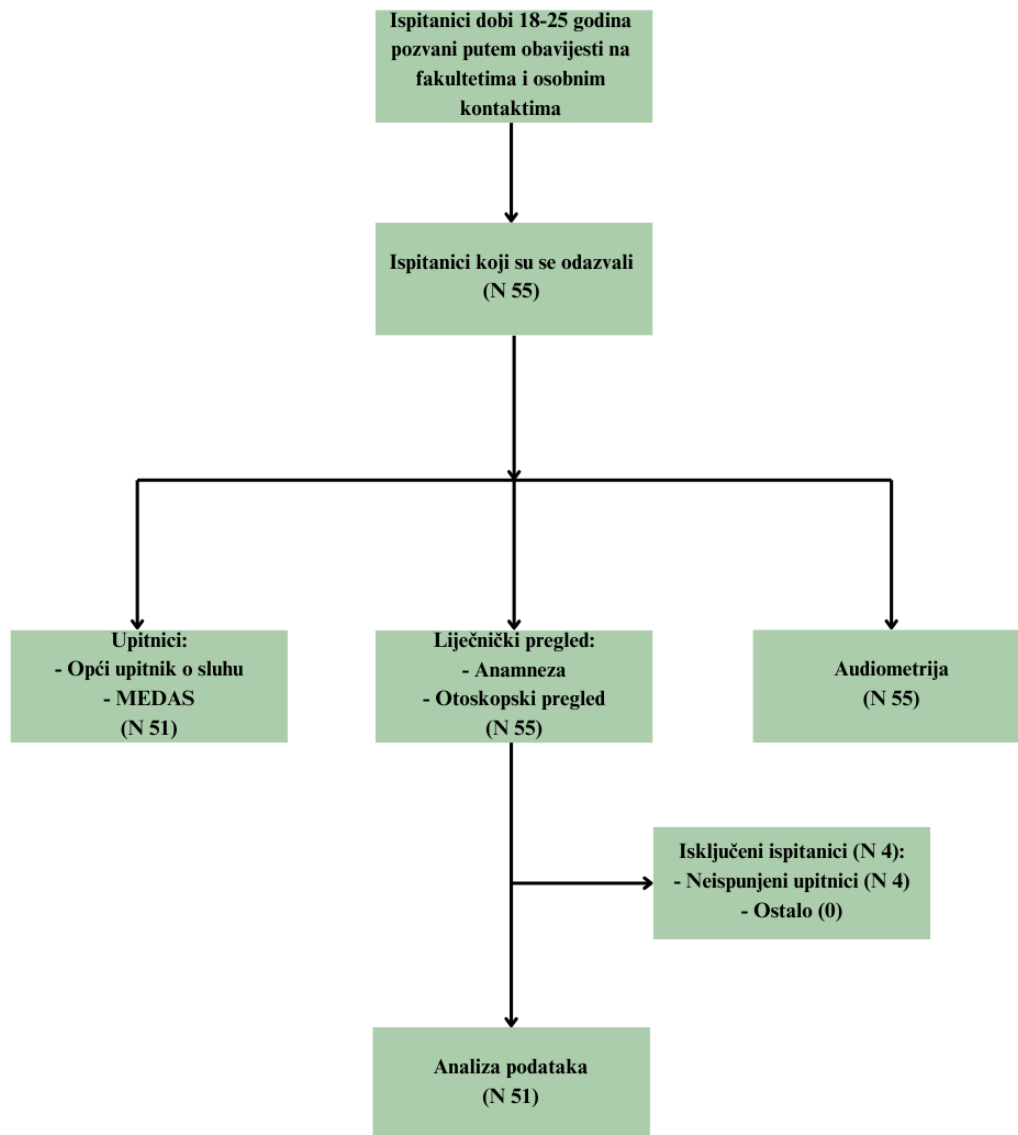 Ispitanici dobi 18-25 godina
pozvani putem obavijesti na
fakultetima i osobnim
kontaktima
Ispitanici koji su se odazvali
(N 55)
Upitnici:
- Opći upitnik o sluhu
- MEDAS
(N 51)
Liječnički pregled:
- Anamneza
- Otoskopski pregled
(N 55)
Audiometrija
(N 55)
Isključeni ispitanici (N 4):
- Neispunjeni upitnici (N 4)
- Ostalo (0)
Analiza podataka
(N 51)